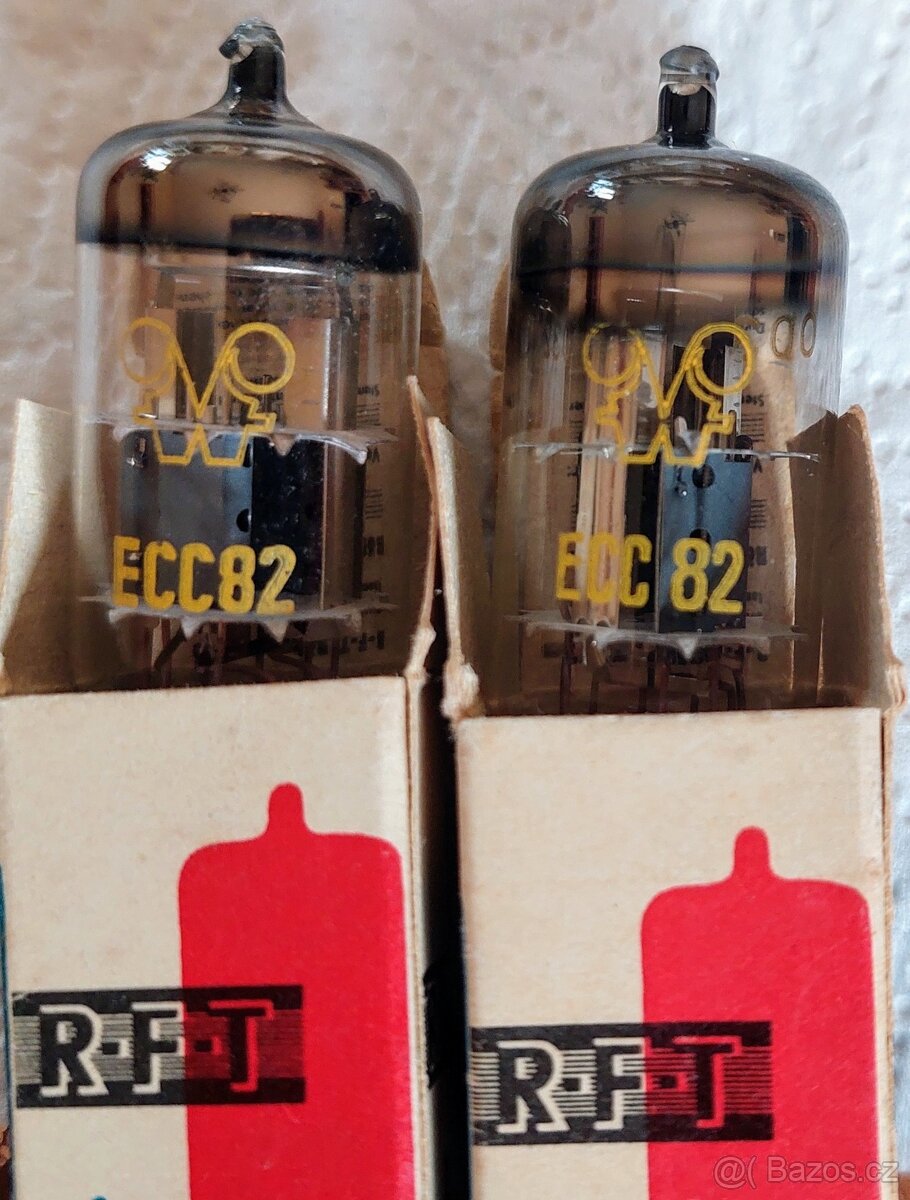 ECC82
ECC 82
R·F·T
R·F·T
@( Bazos.cz